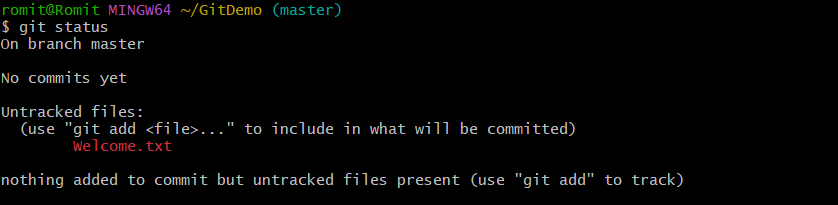 romit@Romit MINGW64 ~/GitDemo (master)
$ git status
On branch master
No commits yet
Untracked files:
(use "git add <file>..." to include in what will be committed)
Welcome.txt
nothing added to commit but untracked files present (use "git add" to track)